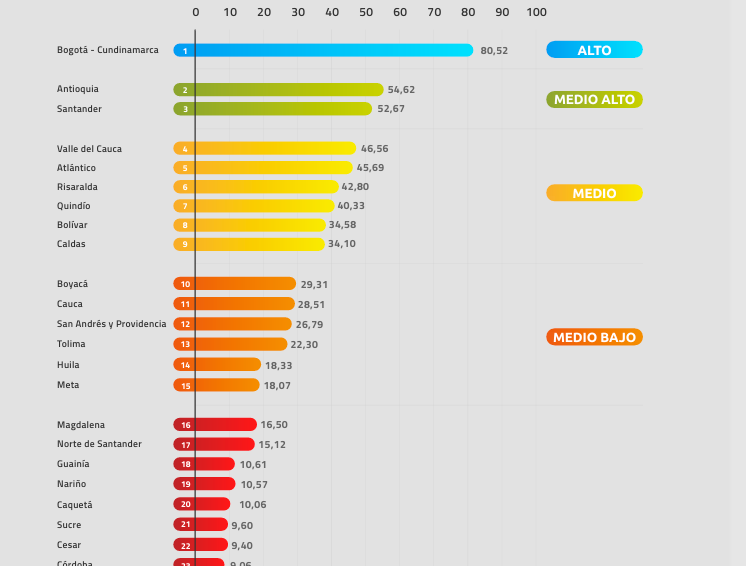 0 10 20 30 40 50 60 70 80 90 100
Bogotá - Cundinamarca 1 80,52 ALTO
Antioquia 2 54,62
MEDIO ALTO
Santander 3 52,67
Valle del Cauca 4 46,56
Atlántico 5 45,69
Risaralda 6 42,80
MEDIO
Quindío 7 40,33
Bolívar 8 34,58
Caldas 9 34,10
Boyacá 10 29,31
Cauca 11 28,51
San Andrés y Providencia 12 26,79
MEDIO BAJO
Tolima 13 22,30
Huila 14 18,33
Meta 15 18,07
Magdalena 16 16,50
Norte de Santander 17 15,12
Guainía 18 10,61
Nariño 19 10,57
Caquetá 20 10,06
Sucre 21 9,60
Cesar 22 9,40
Córdoba 23 9,06